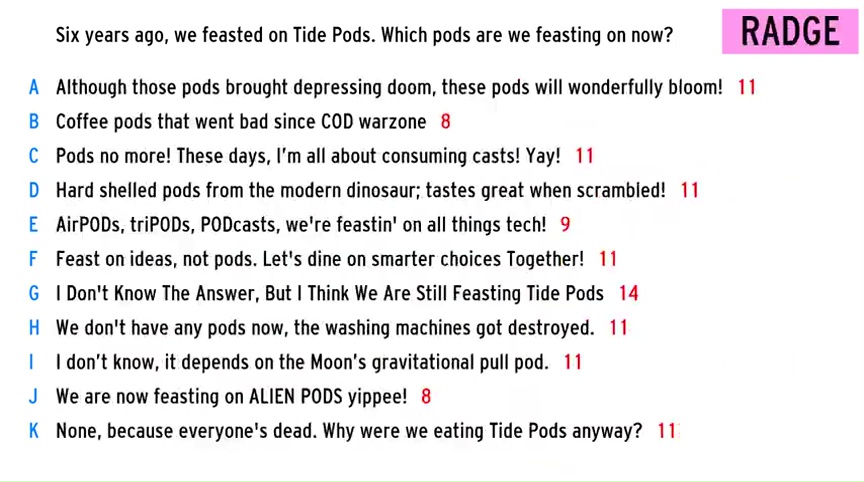 Six years ago, we feasted on Tide Pods. Which pods are we feasting on now?
RADGE
A Although those pods brought depressing doom, these pods will wonderfully bloom! 11
B Coffee pods that went bad since COD warzone 8
C Pods no more! These days, I'm all about consuming casts! Yay! 11
D Hard shelled pods from the modern dinosaur; tastes great when scrambled! 11
E AirPODs, triPODs, PODcasts, we're feastin' on all things tech! 9
F Feast on ideas, not pods. Let's dine on smarter choices Together! 11
G I Don't Know The Answer, But I Think We Are Still Feasting Tide Pods 14
H We don't have any pods now, the washing machines got destroyed. 11
I I don't know, it depends on the Moon's gravitational pull pod. 11
J We are now feasting on ALIEN PODS yippee! 8
K None, because everyone's dead. Why were we eating Tide Pods anyway? 11